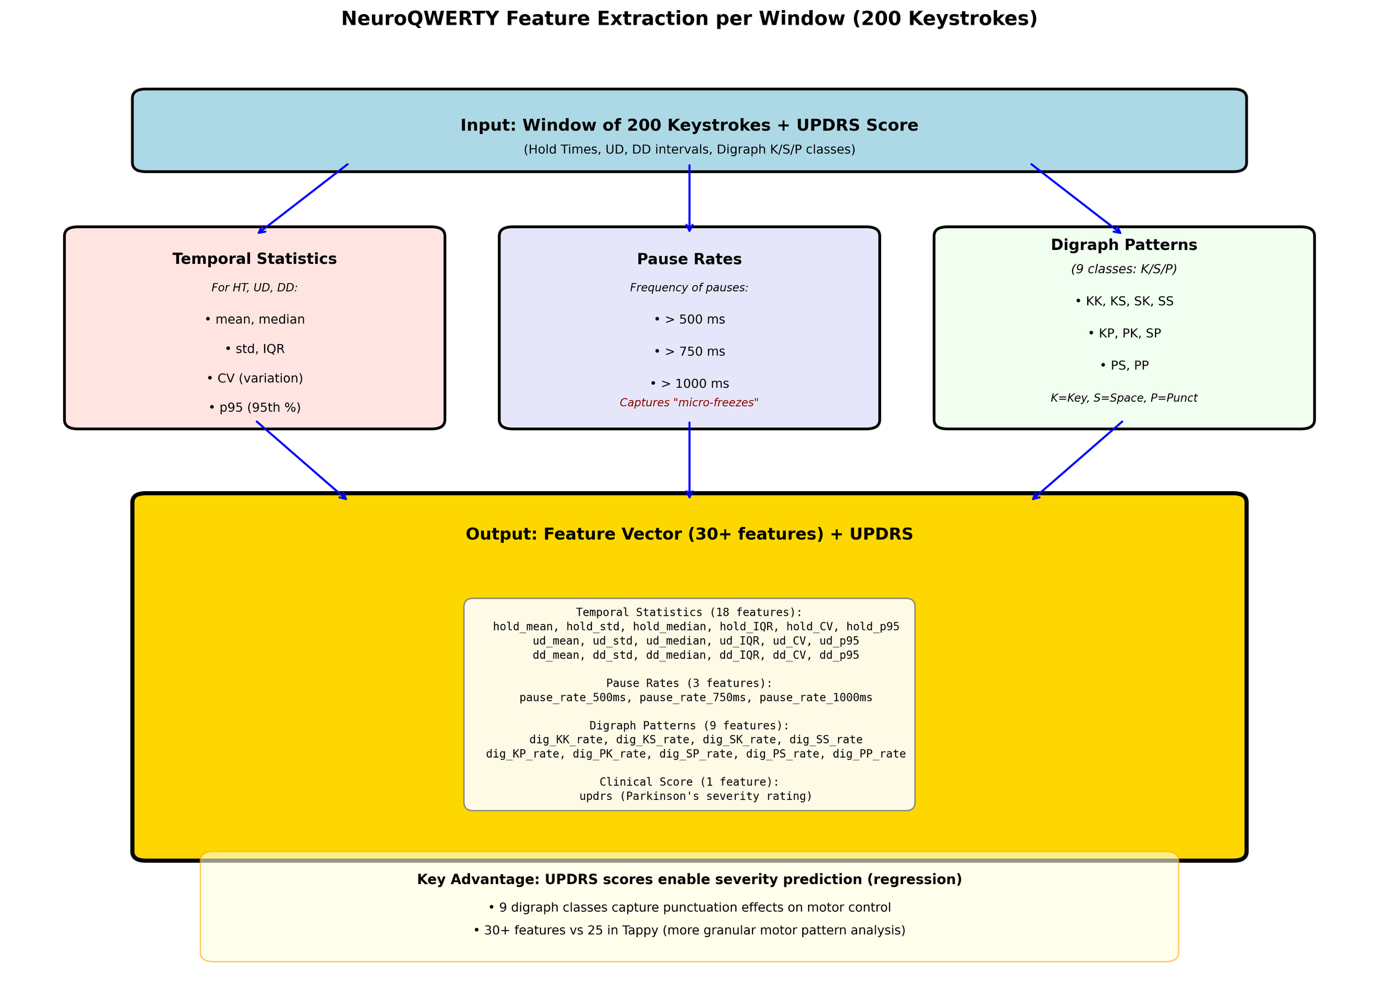 NeuroQWERTY Feature Extraction per Window (200 Keystrokes)
Input: Window of 200 Keystrokes + UPDRS Score
(Hold Times, UD, DD intervals, Digraph K/S/P classes)
Temporal Statistics
For HT, UD, DD:
• mean, median
• std, IQR
• CV (variation)
• p95 (95th %)
Pause Rates
Frequency of pauses:
• > 500 ms
• > 750 ms
• > 1000 ms
Captures "micro-freezes"
Digraph Patterns
(9 classes: K/S/P)
• KK, KS, SK, SS
• KP, PK, SP
• PS, PP
K=Key, S=Space, P=Punct
Output: Feature Vector (30+ features) + UPDRS
Temporal Statistics (18 features):
hold_mean, hold_std, hold_median, hold_IQR, hold_CV, hold_p95
ud_mean, ud_std, ud_median, ud_IQR, ud_CV, ud_p95
dd_mean, dd_std, dd_median, dd_IQR, dd_CV, dd_p95
Pause Rates (3 features):
pause_rate_500ms, pause_rate_750ms, pause_rate_1000ms
Digraph Patterns (9 features):
dig_KK_rate, dig_KS_rate, dig_SK_rate, dig_SS_rate
dig_KP_rate, dig_PK_rate, dig_SP_rate, dig_PS_rate, dig_PP_rate
Clinical Score (1 feature):
updrs (Parkinson's severity rating)
Key Advantage: UPDRS scores enable severity prediction (regression)
• 9 digraph classes capture punctuation effects on motor control
• 30+ features vs 25 in Tappy (more granular motor pattern analysis)